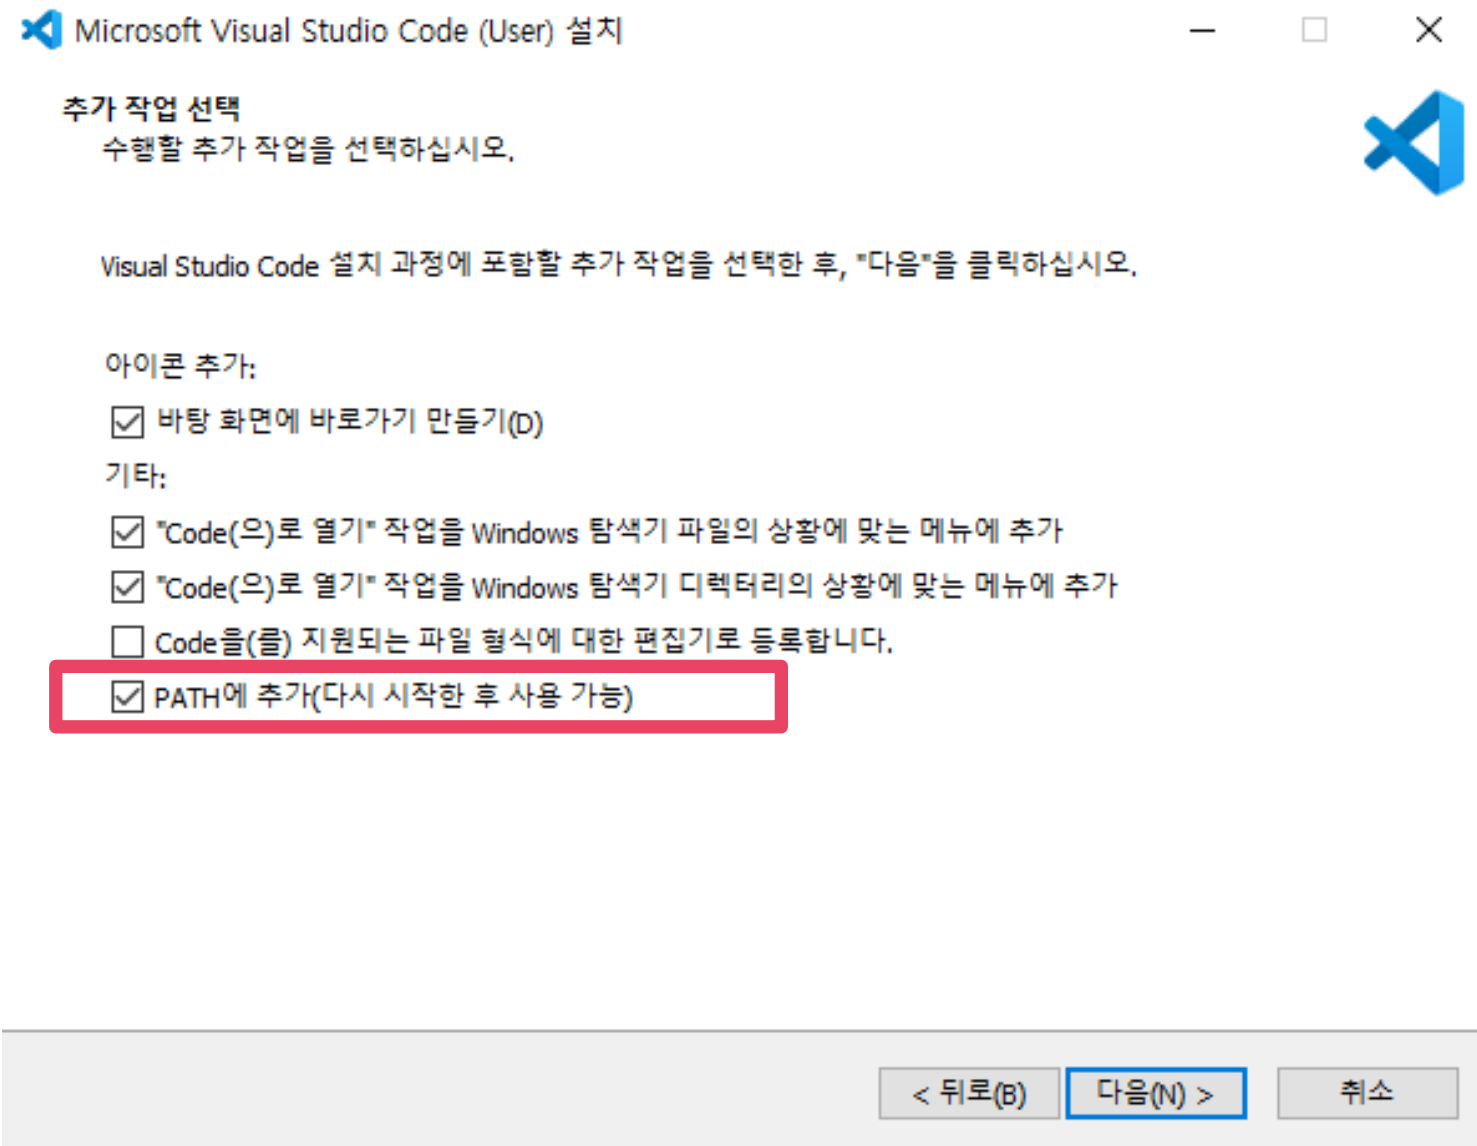 Microsoft Visual Studio Code (User) 설치
추가 작업 선택
수행할 추가 작업을 선택하십시오.
Visual Studio Code 설치 과정에 포함할 추가 작업을 선택한 후, "다음"을 클릭하십시오.
아이콘 추가:
바탕 화면에 바로가기 만들기(D)
기타:
"Code(으)로 열기" 작업을 Windows 탐색기 파일의 상황에 맞는 메뉴에 추가
"Code(으)로 열기" 작업을 Windows 탐색기 디렉터리의 상황에 맞는 메뉴에 추가
Code을(를) 지원되는 파일 형식에 대한 편집기로 등록합니다.
PATH에 추가(다시 시작한 후 사용 가능)
< 뒤로(B) 다음(N) > 취소